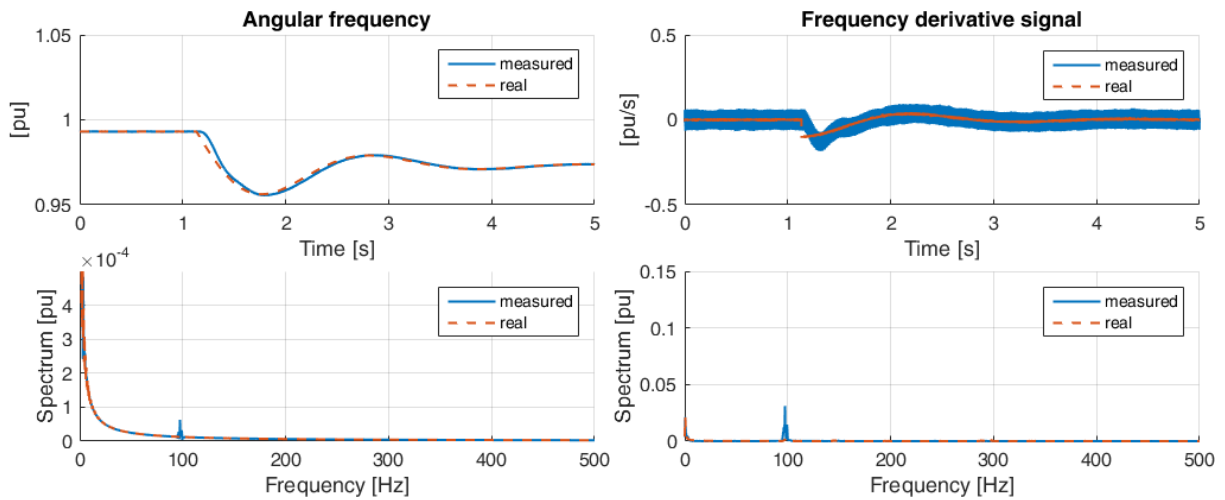 Angular frequency
1.05
1
0.95
[pu]
measured
real
0 1 2 3 4 5
Time [s]
Frequency derivative signal
0.5
0
-0.5
[pu/s]
measured
real
0 1 2 3 4 5
Time [s]
×10⁻⁴
4
3
2
1
0
Spectrum [pu]
measured
real
0 100 200 300 400 500
Frequency [Hz]
0.15
0.1
0.05
0
Spectrum [pu]
measured
real
0 100 200 300 400 500
Frequency [Hz]